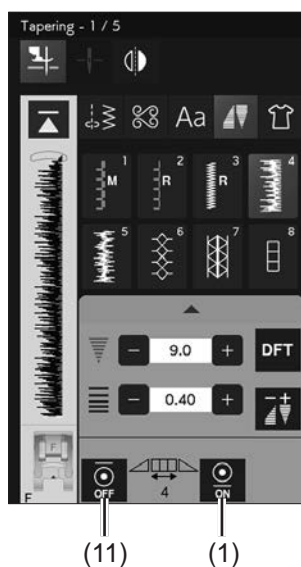 Tapering - 1 / 5
Aa
1 M
2 R
3 R
4
5
6
7
8
− 9.0 + DFT
− 0.40 + −+
F
OFF 4 ON
F
(11) (1)